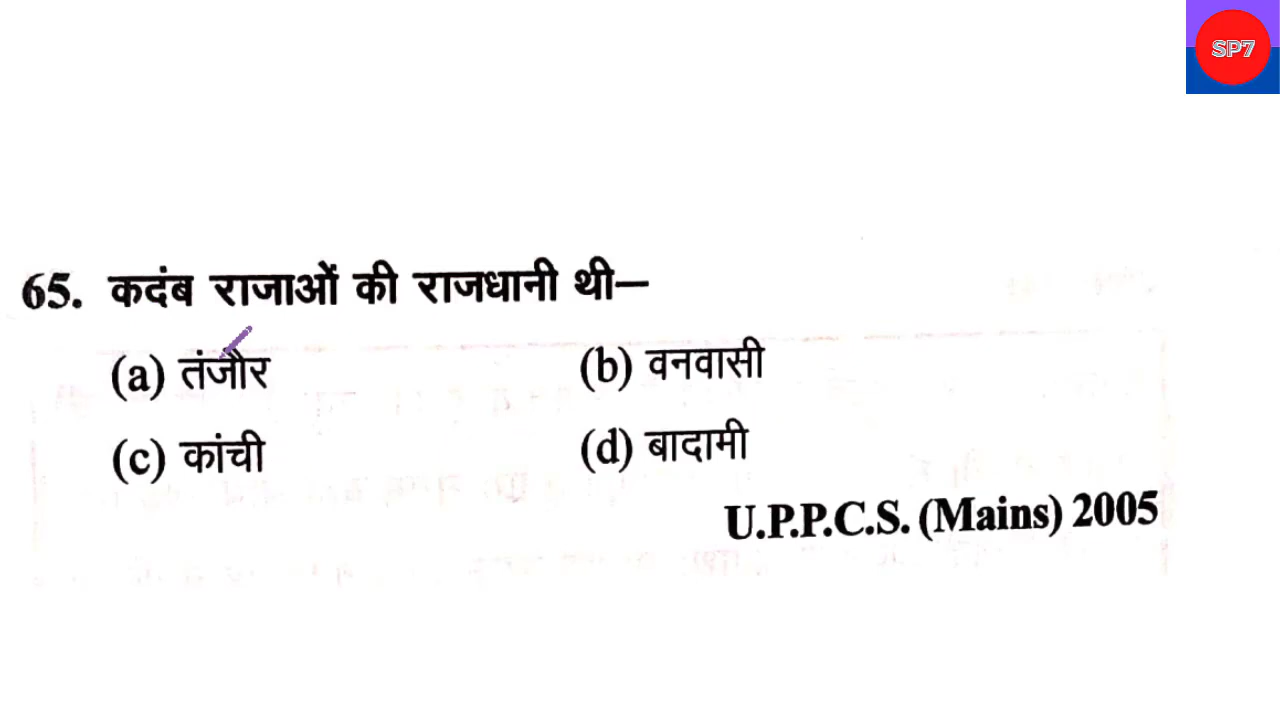 SP7
65. कदंब राजाओं की राजधानी थी—
(a) तंजौर (b) वनवासी
(c) कांची (d) बादामी
U.P.P.C.S. (Mains) 2005